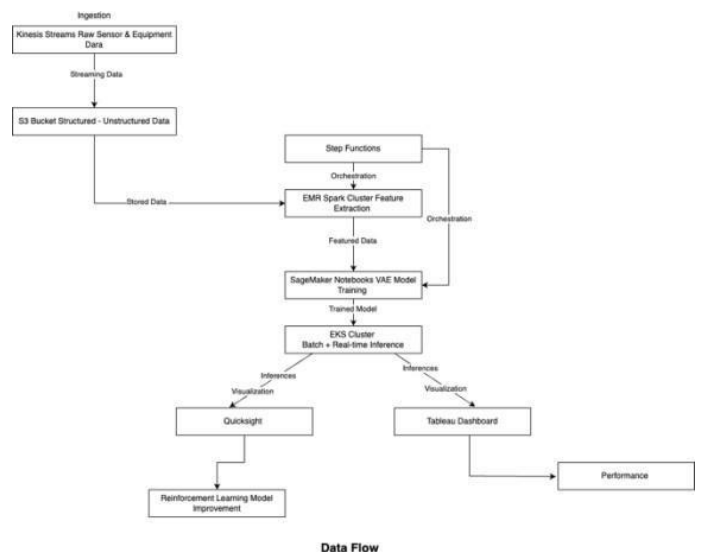 Ingestion
Kinesis Streams Raw Sensor & Equipment
Dara
Streaming Data
S3 Bucket Structured - Unstructured Data
Step Functions
Orchestration
Stored Data
EMR Spark Cluster Feature
Extraction
Orchestration
Featured Data
SageMaker Notebooks VAE Model
Training
Trained Model
EKS Cluster
Batch + Real-time Inference
Inferences
Inferences
Visualization
Visualization
Quicksight
Tableau Dashboard
Performance
Reinforcement Learning Model
Improvement
Data Flow